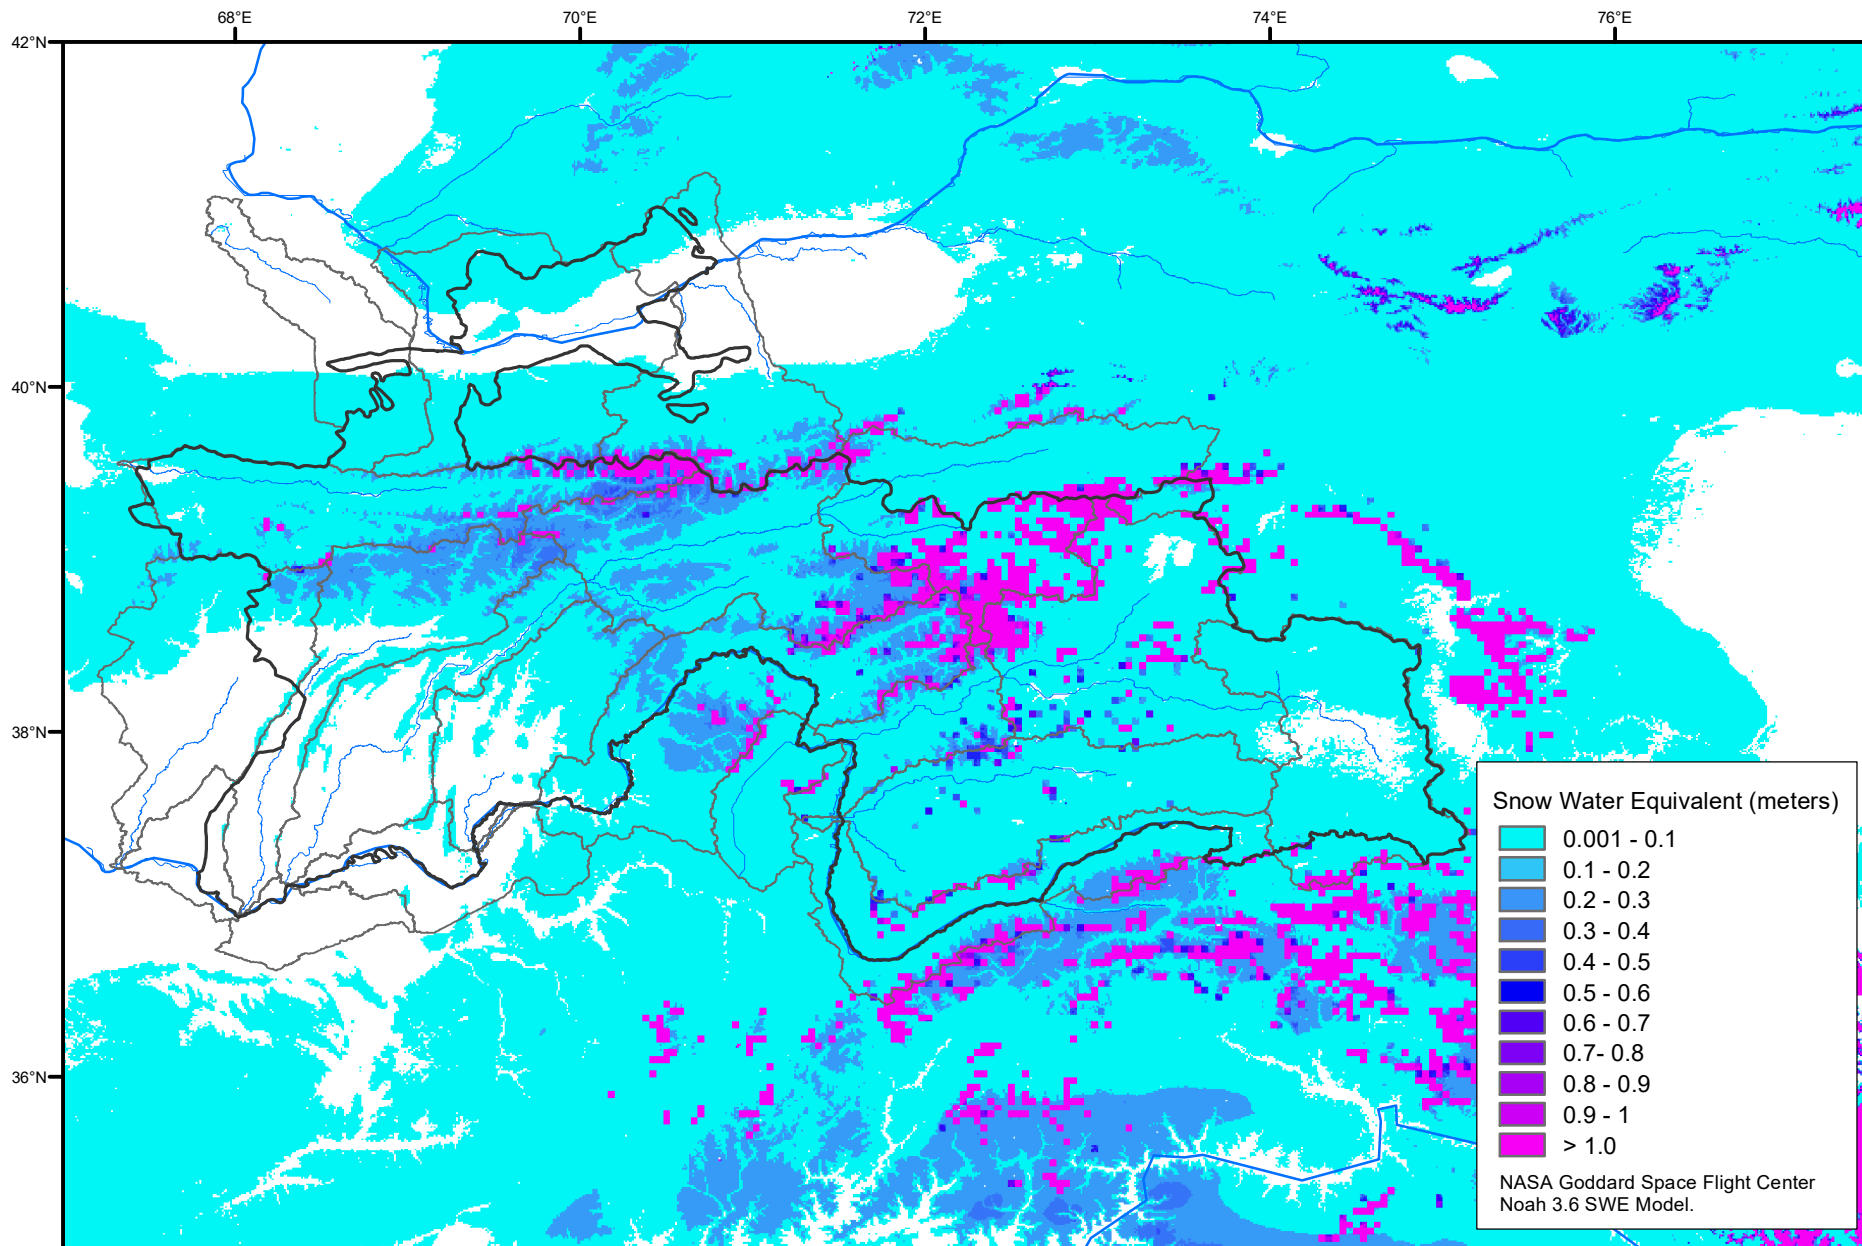 68°E 70°E 72°E 74°E 76°E
42°N
40°N
38°N
36°N
Snow Water Equivalent (meters)
0.001 - 0.1
0.1 - 0.2
0.2 - 0.3
0.3 - 0.4
0.4 - 0.5
0.5 - 0.6
0.6 - 0.7
0.7- 0.8
0.8 - 0.9
0.9 - 1
> 1.0
NASA Goddard Space Flight Center
Noah 3.6 SWE Model.